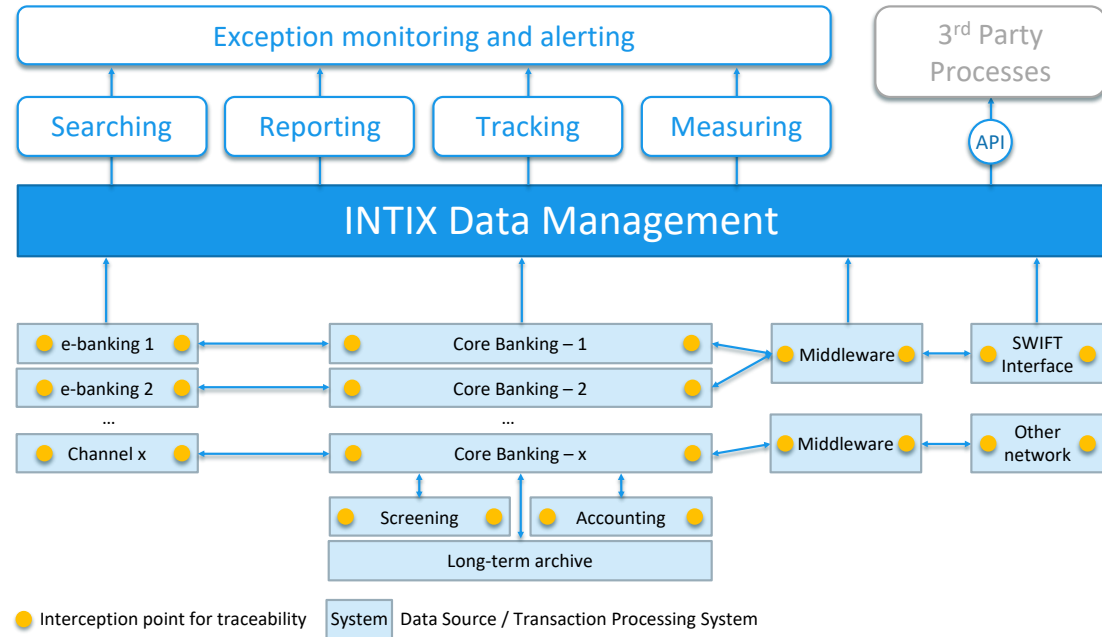 Exception monitoring and alerting
3rd Party
Processes
Searching
Reporting
Tracking
Measuring
API
INTIX Data Management
e-banking 1
Core Banking – 1
Middleware
SWIFT
Interface
e-banking 2
Core Banking – 2
...
...
Channel x
Core Banking – x
Middleware
Other
network
Screening
Accounting
Long-term archive
Interception point for traceability
System
Data Source / Transaction Processing System